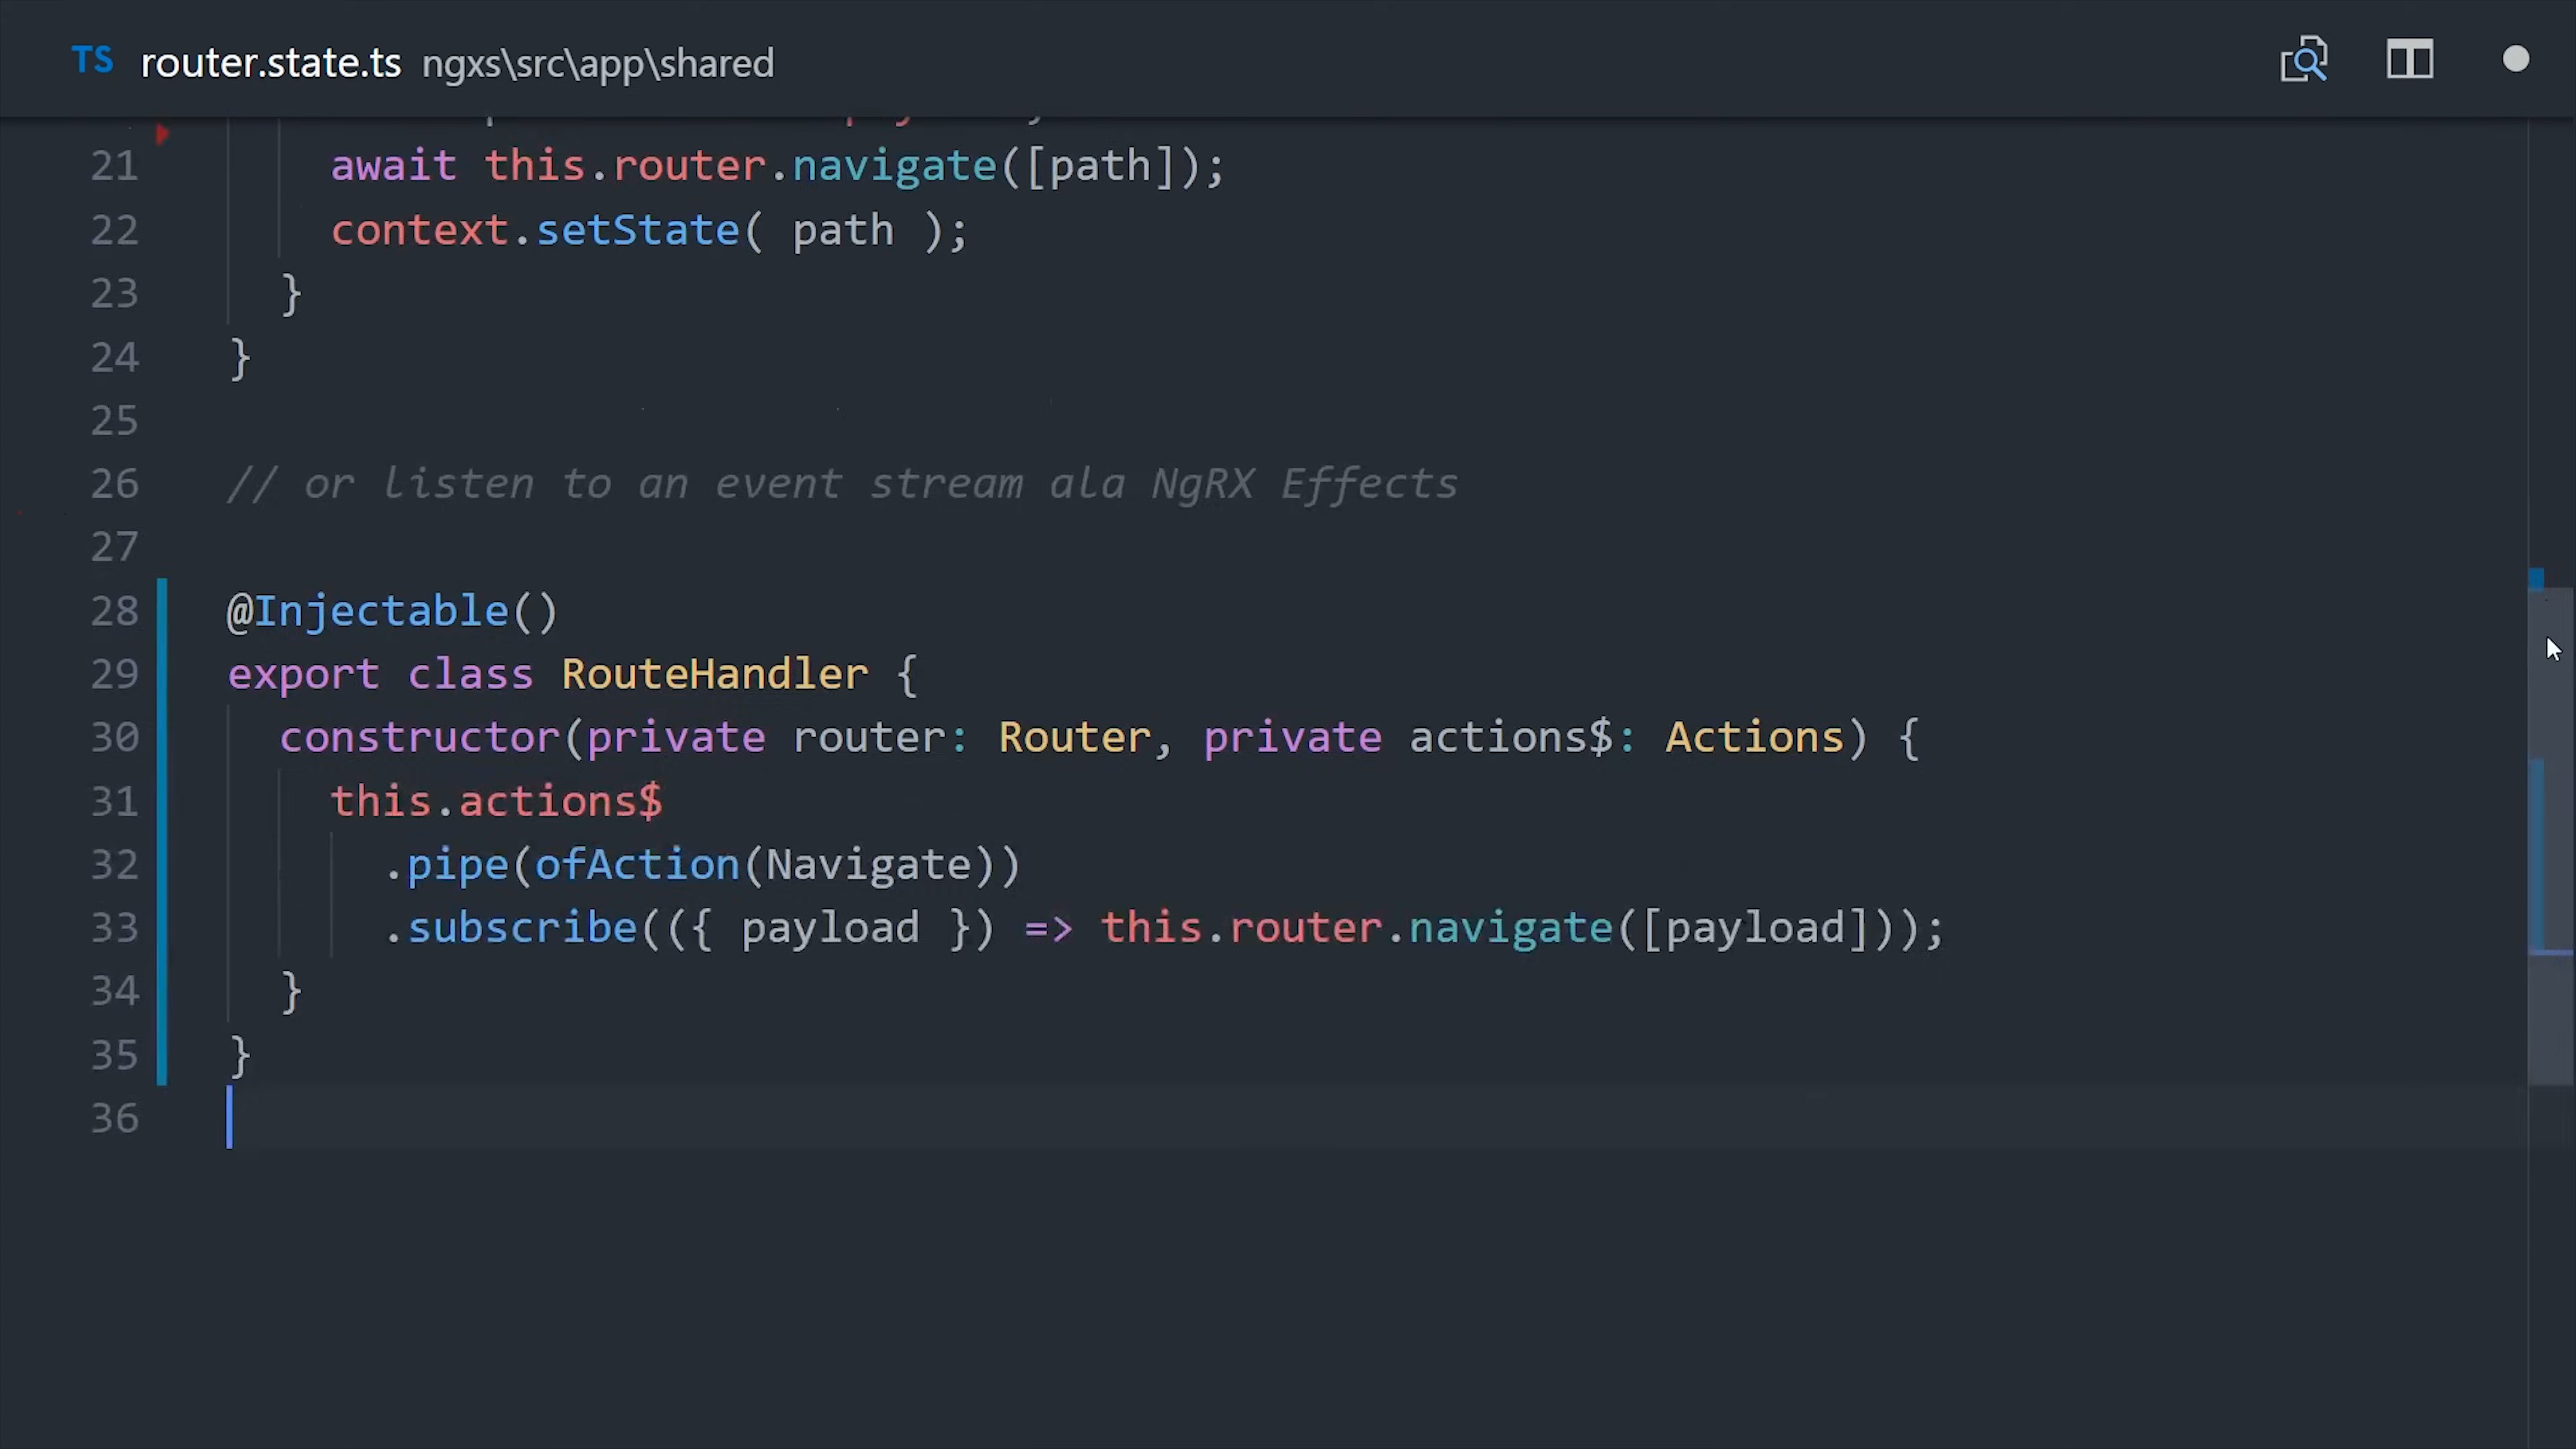 TS router.state.ts ngxs\src\app\shared
21 await this.router.navigate([path]);
22 context.setState( path );
23 }
24 }
25
26 // or listen to an event stream ala NgRX Effects
27
28 @Injectable()
29 export class RouteHandler {
30 constructor(private router: Router, private actions$: Actions) {
31 this.actions$
32 .pipe(ofAction(Navigate))
33 .subscribe(({ payload }) => this.router.navigate([payload]));
34 }
35 }
36